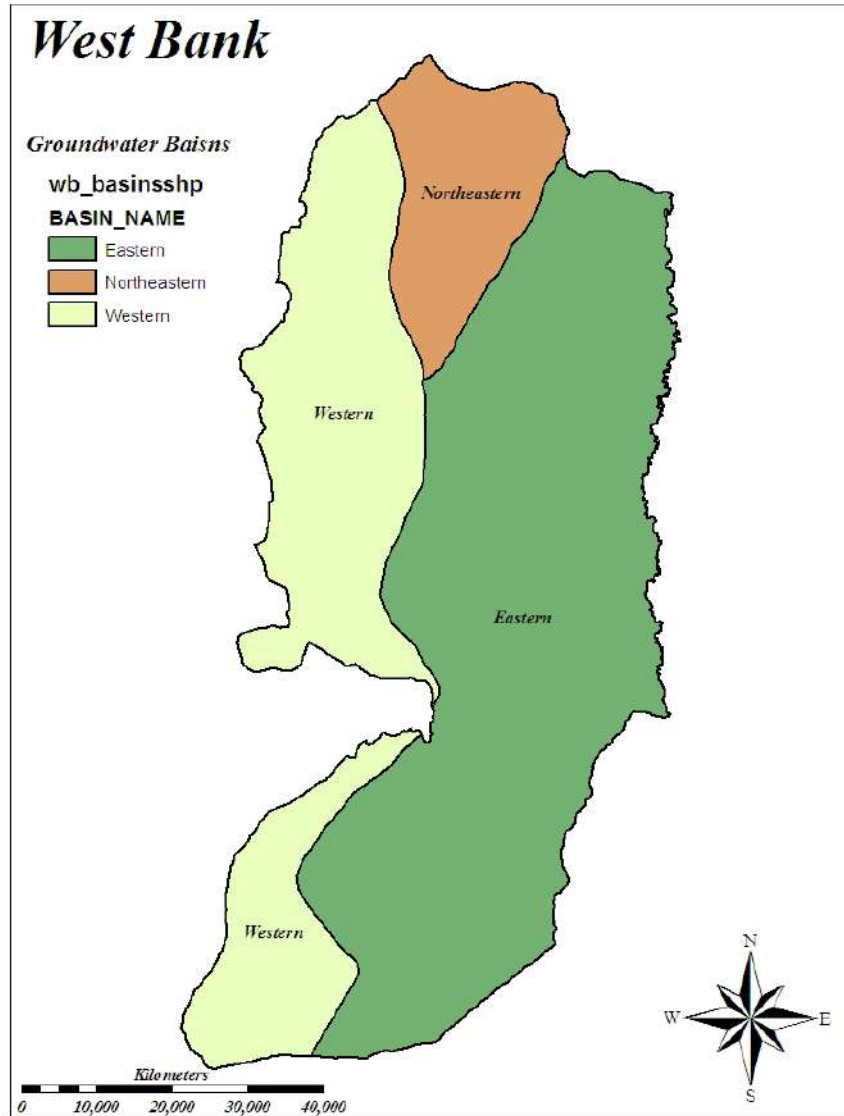 West Bank
Groundwater Baisns
wb_basinsshp
BASIN_NAME
Eastern
Northeastern
Western
Northeastern
Western
Eastern
Western
N
W
E
S
Kilometers
0 10,000 20,000 30,000 40,000